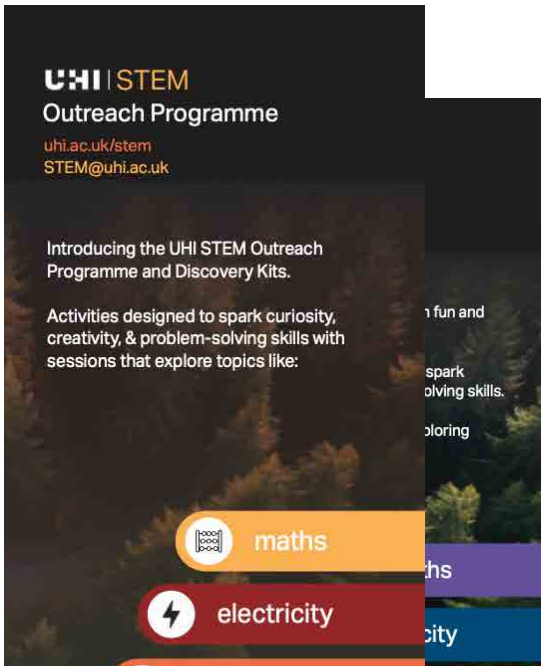 UHI | STEM
Outreach Programme
uhi.ac.uk/stem
STEM@uhi.ac.uk
Introducing the UHI STEM Outreach
Programme and Discovery Kits.
Activities designed to spark curiosity,
creativity, & problem-solving skills with
sessions that explore topics like:
maths
electricity
fun and
spark
olving skills.
ploring
ths
city